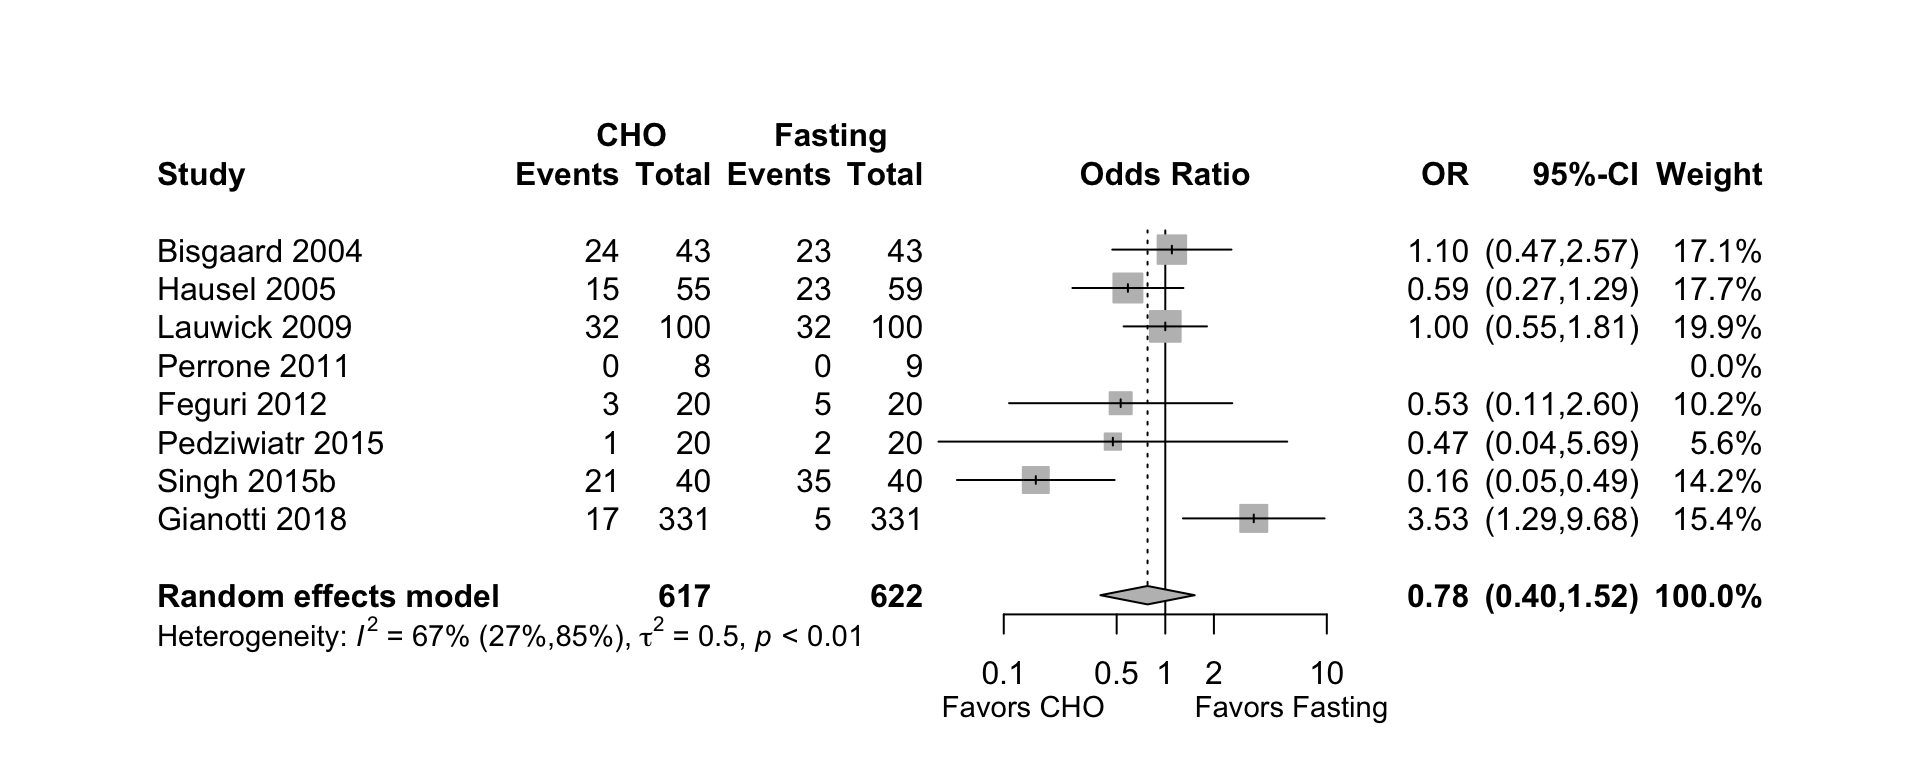 CHO Fasting
Study Events Total Events Total Odds Ratio OR 95%-CI Weight
Bisgaard 2004 24 43 23 43 1.10 (0.47,2.57) 17.1%
Hausel 2005 15 55 23 59 0.59 (0.27,1.29) 17.7%
Lauwick 2009 32 100 32 100 1.00 (0.55,1.81) 19.9%
Perrone 2011 0 8 0 9 0.0%
Feguri 2012 3 20 5 20 0.53 (0.11,2.60) 10.2%
Pedziwiatr 2015 1 20 2 20 0.47 (0.04,5.69) 5.6%
Singh 2015b 21 40 35 40 0.16 (0.05,0.49) 14.2%
Gianotti 2018 17 331 5 331 3.53 (1.29,9.68) 15.4%
Random effects model 617 622 0.78 (0.40,1.52) 100.0%
Heterogeneity: I² = 67% (27%,85%), τ² = 0.5, p < 0.01
0.1 0.5 1 2 10
Favors CHO Favors Fasting